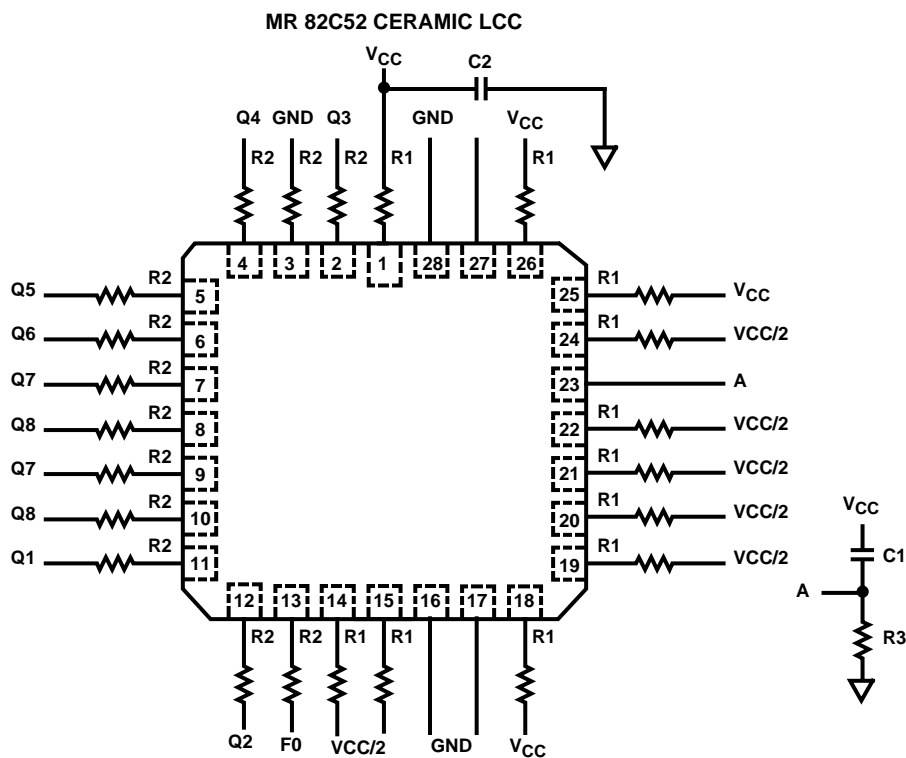 MR 82C52 CERAMIC LCC
VCC
C2
Q4 GND Q3 GND VCC
R2 R2 R2 R1 R1
4 3 2 1 28 27 26
Q5 R2 5 25 R1 VCC
Q6 R2 6 24 R1 VCC/2
Q7 R2 7 23 A
Q8 R2 8 22 R1 VCC/2
Q7 R2 9 21 R1 VCC/2
Q8 R2 10 20 R1 VCC/2
Q1 R2 11 19 R1 VCC/2
12 13 14 15 16 17 18
R2 R2 R1 R1 R1
Q2 F0 VCC/2 GND VCC
VCC
C1
A
R3